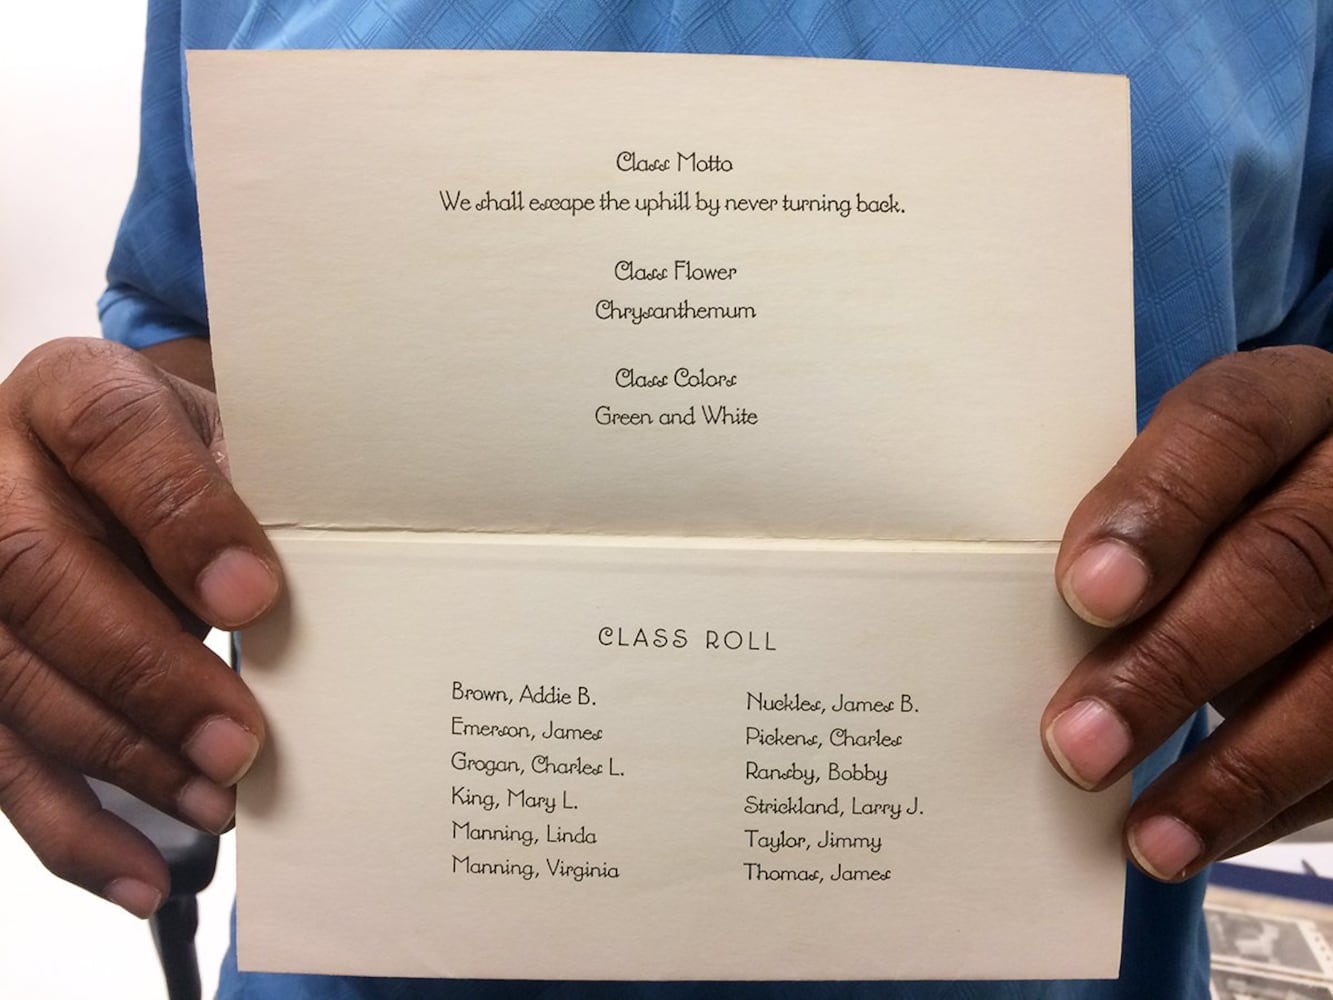 Class Motto
We shall escape the uphill by never turning back.
Class Flower
Chrysanthemum
Class Colors
Green and White
CLASS ROLL
Brown, Addie B.
Emerson, James
Grogan, Charles L.
King, Mary L.
Manning, Linda
Manning, Virginia
Nuckles, James B.
Pickens, Charles
Ransby, Bobby
Strickland, Larry J.
Taylor, Jimmy
Thomas, James